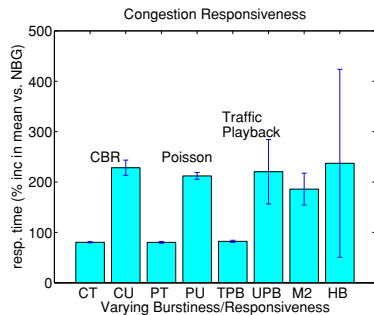 Congestion Responsiveness
resp. time (% inc in mean vs. NBG)
500
400
300
200
100
0
CBR
Poisson
Traffic
Playback
CT CU PT PU TPB UPB M2 HB
Varying Burstiness/Responsiveness